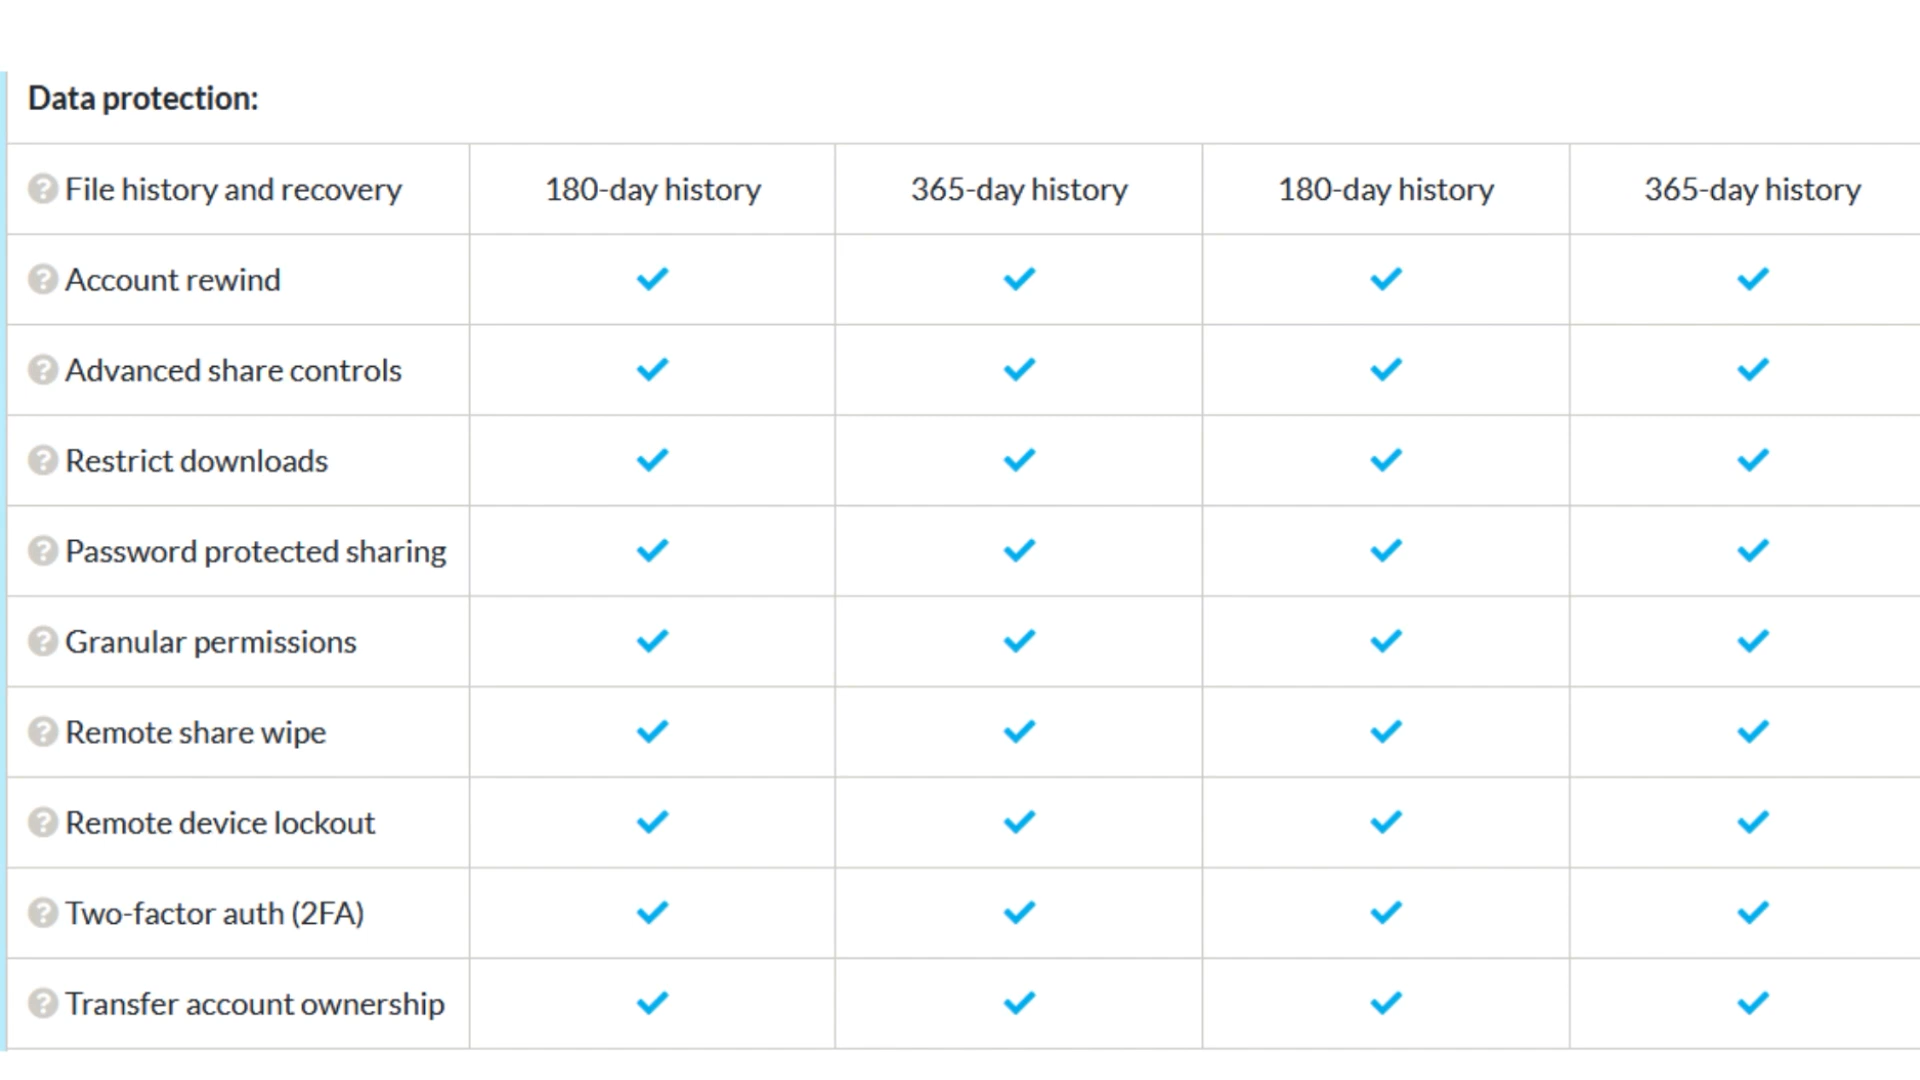 Data protection:
File history and recovery 180-day history 365-day history 180-day history 365-day history
Account rewind
Advanced share controls
Restrict downloads
Password protected sharing
Granular permissions
Remote share wipe
Remote device lockout
Two-factor auth (2FA)
Transfer account ownership